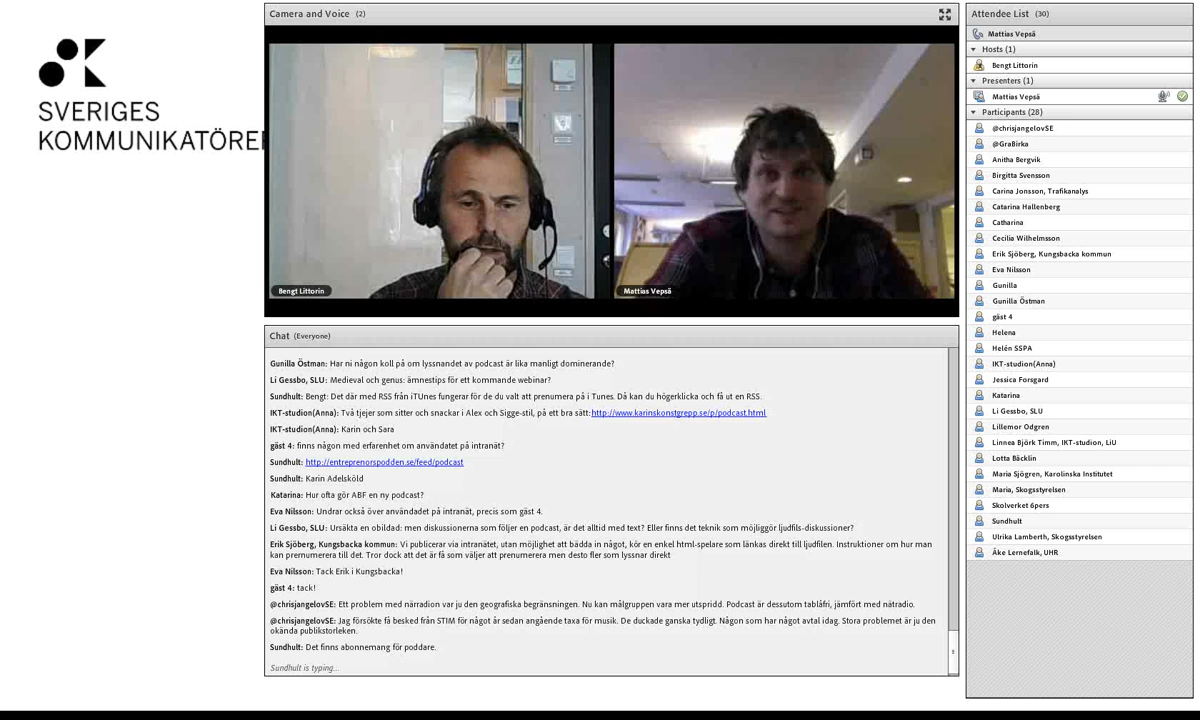 SVERIGES
KOMMUNIKATÖRER
Camera and Voice (2)
Bengt Littorin
Mattias Vepsä
Chat (Everyone)
Gunilla Östman: Har ni någon koll på om lyssnandet av podcast är lika manligt dominerande?
Li Gessbo, SLU: Medieval och genus: ämnestips för ett kommande webinar?
Sundhult: Bengt: Det där med RSS från iTUnes fungerar för de du valt att prenumera på i Tunes. Då kan du högerklicka och få ut en RSS.
IKT-studion(Anna): Två tjejer som sitter och snackar i Alex och Sigge-stil, på ett bra sätt: http://www.karinskonstgrepp.se/p/podcast.html
IKT-studion(Anna): Karin och Sara
gäst 4: finns någon med erfarenhet om användatet på intranät?
Sundhult: http://entreprenorspodden.se/feed/podcast
Sundhult: Karin Adelsköld
Katarina: Hur ofta gör ABF en ny podcast?
Eva Nilsson: Undrar också över användadet på intranät, precis som gäst 4.
Li Gessbo, SLU: Ursäkta en obildad: men diskussionerna som följer en podcast, är det alltid med text? Eller finns det teknik som möjliggör ljudfils-diskussioner?
Erik Sjöberg, Kungsbacka kommun: Vi publicerar via intranätet, utan möjlighet att bädda in något, kör en enkel html-spelare som länkas direkt till ljudfilen. Instruktioner om hur man
kan prernumerera till det. Tror dock att det är få som väljer att prenumerera men desto fler som lyssnar direkt
Eva Nilsson: Tack Erik i Kungsbacka!
gäst 4: tack!
@chrisjangelovSE: Ett problem med närradion var ju den geografiska begränsningen. Nu kan målgruppen vara mer utspridd. Podcast är dessutom tablåfri, jämfört med nätradio.
@chrisjangelovSE: Jag försökte få besked från STIM för något år sedan angående taxa för musik. De duckade ganska tydligt. Någon som har något avtal idag. Stora problemet är ju den
okända publikstorleken.
Sundhult: Det finns abonnemang för poddare.
Sundhult is typing...
Attendee List (30)
Mattias Vepsä
Hosts (1)
Bengt Littorin
Presenters (1)
Mattias Vepsä
Participants (28)
@chrisjangelovSE
@GraBirka
Anitha Bergvik
Birgitta Svensson
Carina Jonsson, Trafikanalys
Catarina Hallenberg
Catharina
Cecilia Wilhelmsson
Erik Sjöberg, Kungsbacka kommun
Eva Nilsson
Gunilla
Gunilla Östman
gäst 4
Helena
Helén SSPA
IKT-studion(Anna)
Jessica Forsgard
Katarina
Li Gessbo, SLU
Lillemor Odgren
Linnea Björk Timm, IKT-studion, LiU
Lotta Bäcklin
Maria Sjögren, Karolinska Institutet
Maria, Skogsstyrelsen
Skolverket 6pers
Sundhult
Ulrika Lamberth, Skogsstyrelsen
Åke Lernefalk, UHR